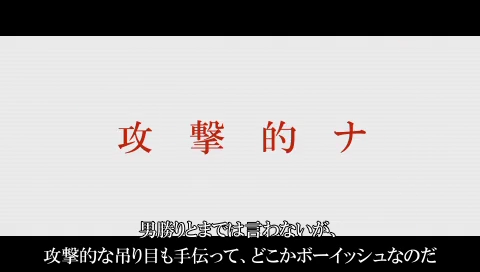 攻撃的ナ
男勝りとまでは言わないが、
攻撃的な吊り目も手伝って、どこかボーイッシュなのだ